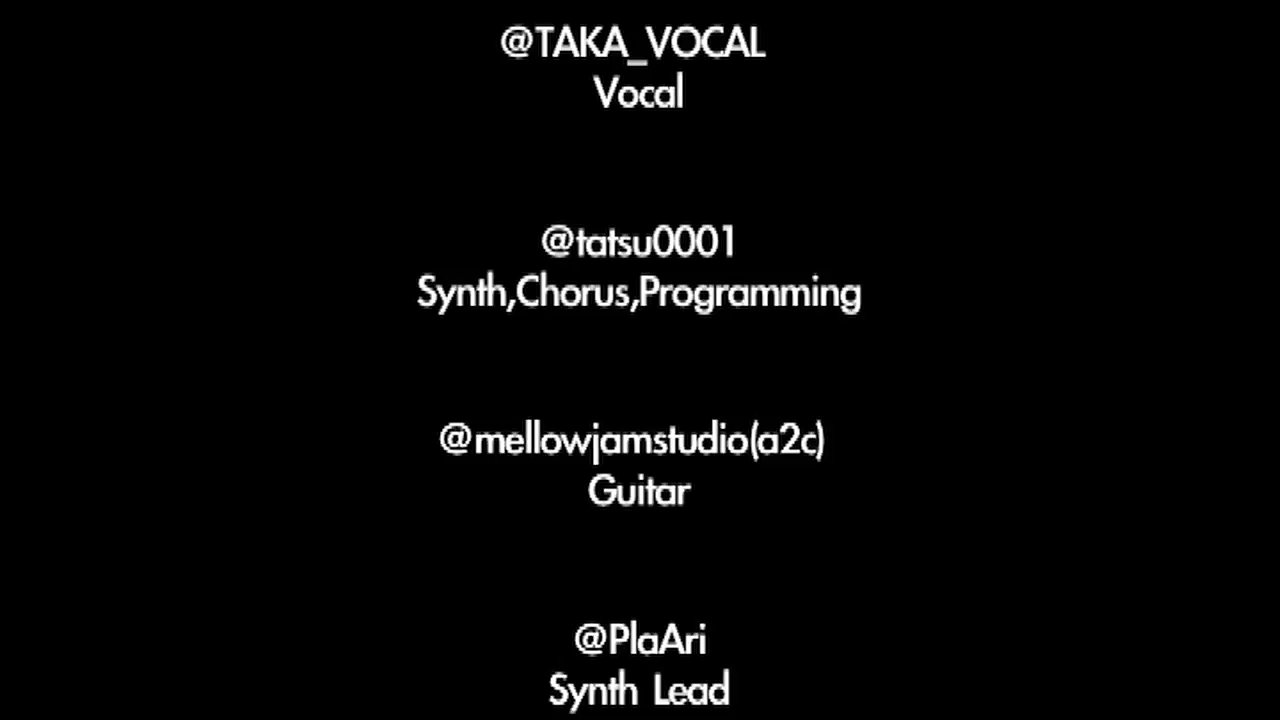 @TAKA_VOCAL
Vocal
@tatsu0001
Synth,Chorus,Programming
@mellowjamstudio(a2c)
Guitar
@PlaAri
Synth Lead